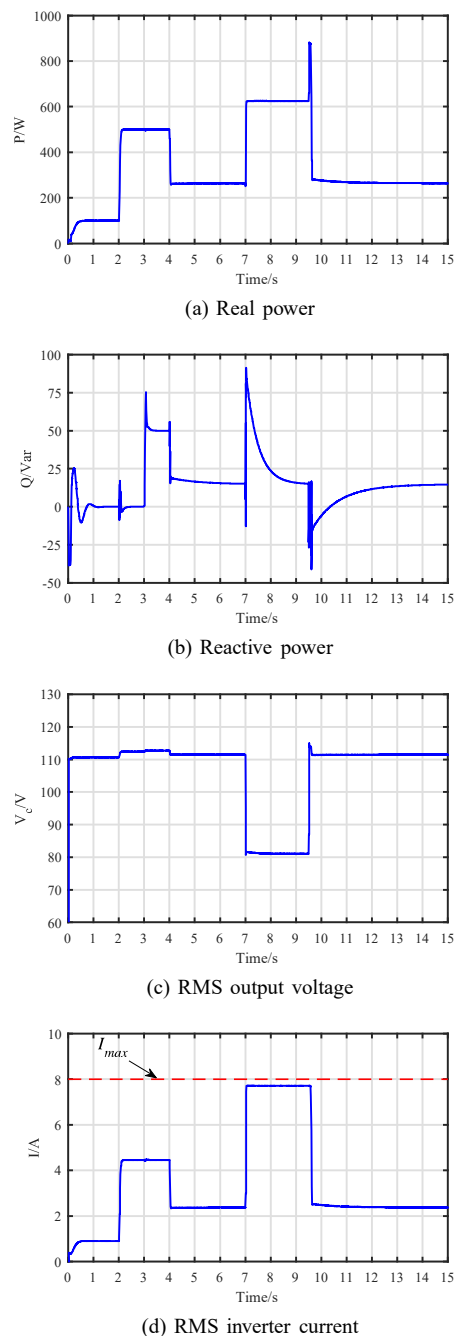 1000
800
600
400
200
0
P/W
0 1 2 3 4 5 6 7 8 9 10 11 12 13 14 15
Time/s
(a) Real power
100
75
50
25
0
-25
-50
Q/Var
0 1 2 3 4 5 6 7 8 9 10 11 12 13 14 15
Time/s
(b) Reactive power
130
120
110
100
90
80
70
60
V_c/V
0 1 2 3 4 5 6 7 8 9 10 11 12 13 14 15
Time/s
(c) RMS output voltage
10
I_max
8
6
4
2
0
I/A
0 1 2 3 4 5 6 7 8 9 10 11 12 13 14 15
Time/s
(d) RMS inverter current